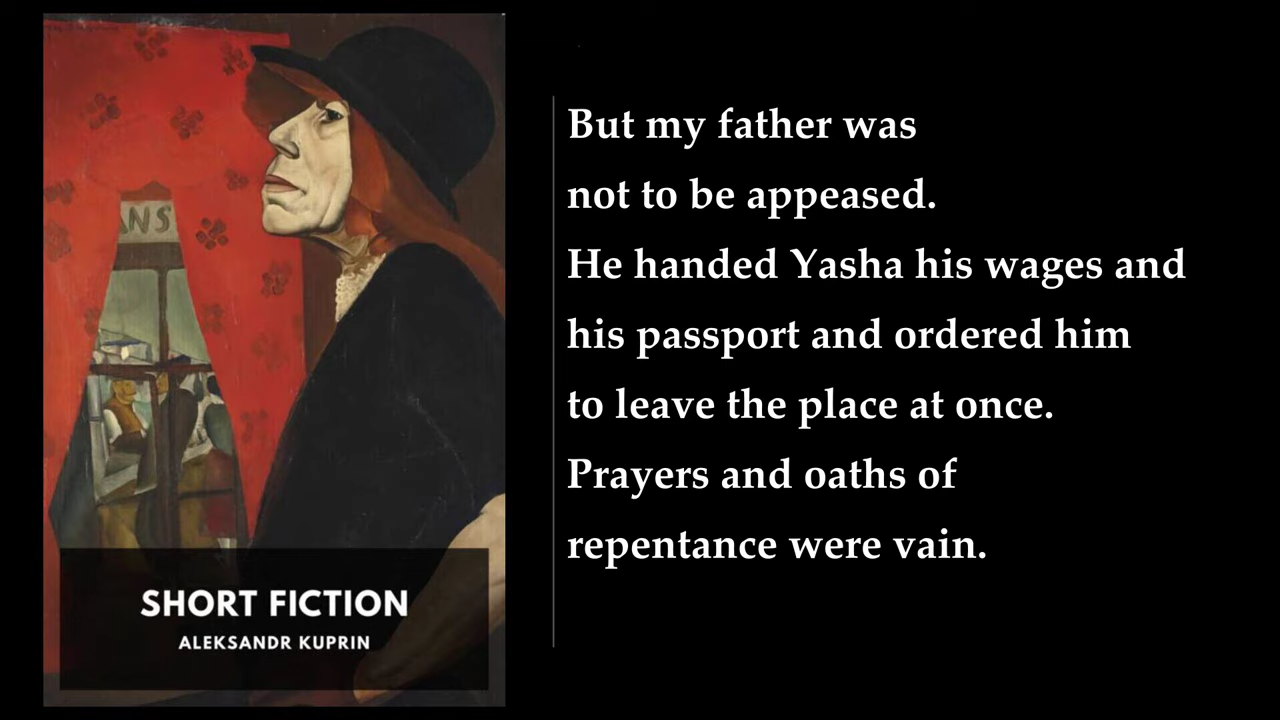 ANS
SHORT FICTION
ALEKSANDR KUPRIN
But my father was
not to be appeased.
He handed Yasha his wages and
his passport and ordered him
to leave the place at once.
Prayers and oaths of
repentance were vain.